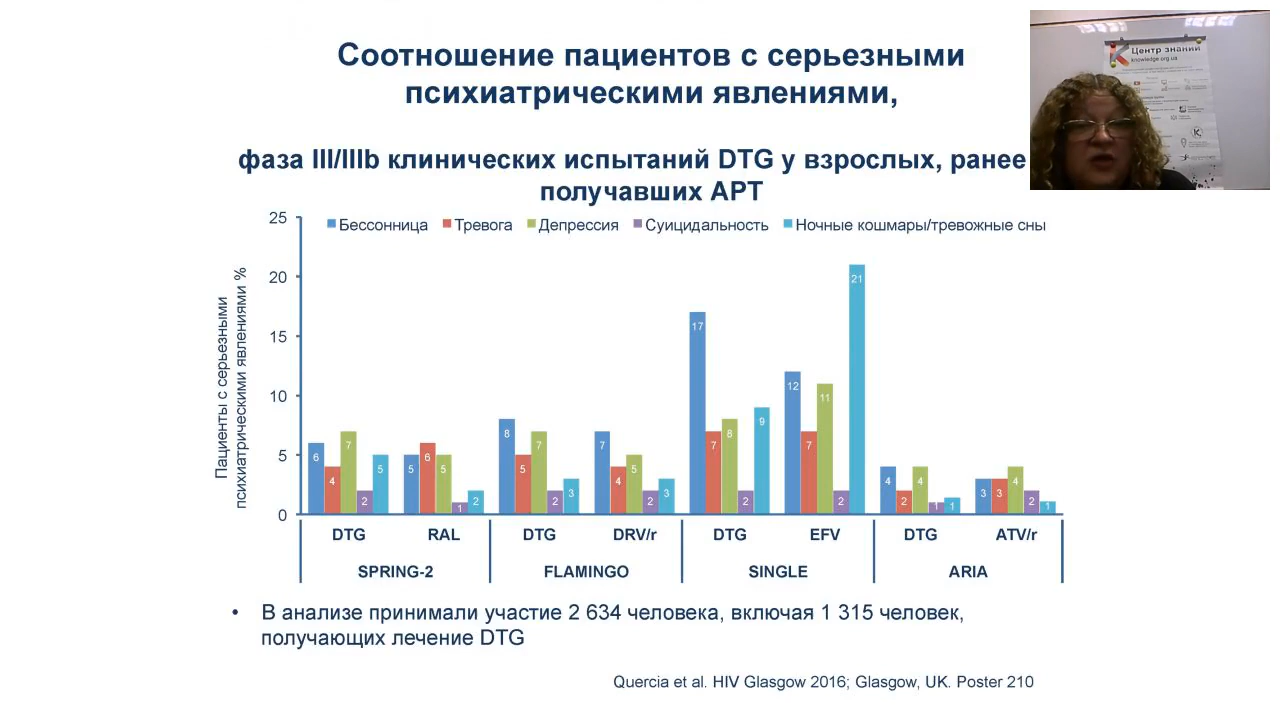 Соотношение пациентов с серьезными
психиатрическими явлениями,
фаза III/IIIb клинических испытаний DTG у взрослых, ранее
получавших АРТ
Центр знаний
knowledge.org.ua
Пациенты с серьезными
психиатрическими явлениями %
25
20
15
10
5
0
Бессонница Тревога Депрессия Суицидальность Ночные кошмары/тревожные сны
6 4 7 2 5 5 6 5 1 2
8 5 7 2 3 7 4 5 2 3
17 7 8 2 9 12 7 11 2 21
4 2 4 1 1 3 3 4 2 1
DTG RAL DTG DRV/r DTG EFV DTG ATV/r
SPRING-2 FLAMINGO SINGLE ARIA
• В анализе принимали участие 2 634 человека, включая 1 315 человек,
получающих лечение DTG
Quercia et al. HIV Glasgow 2016; Glasgow, UK. Poster 210